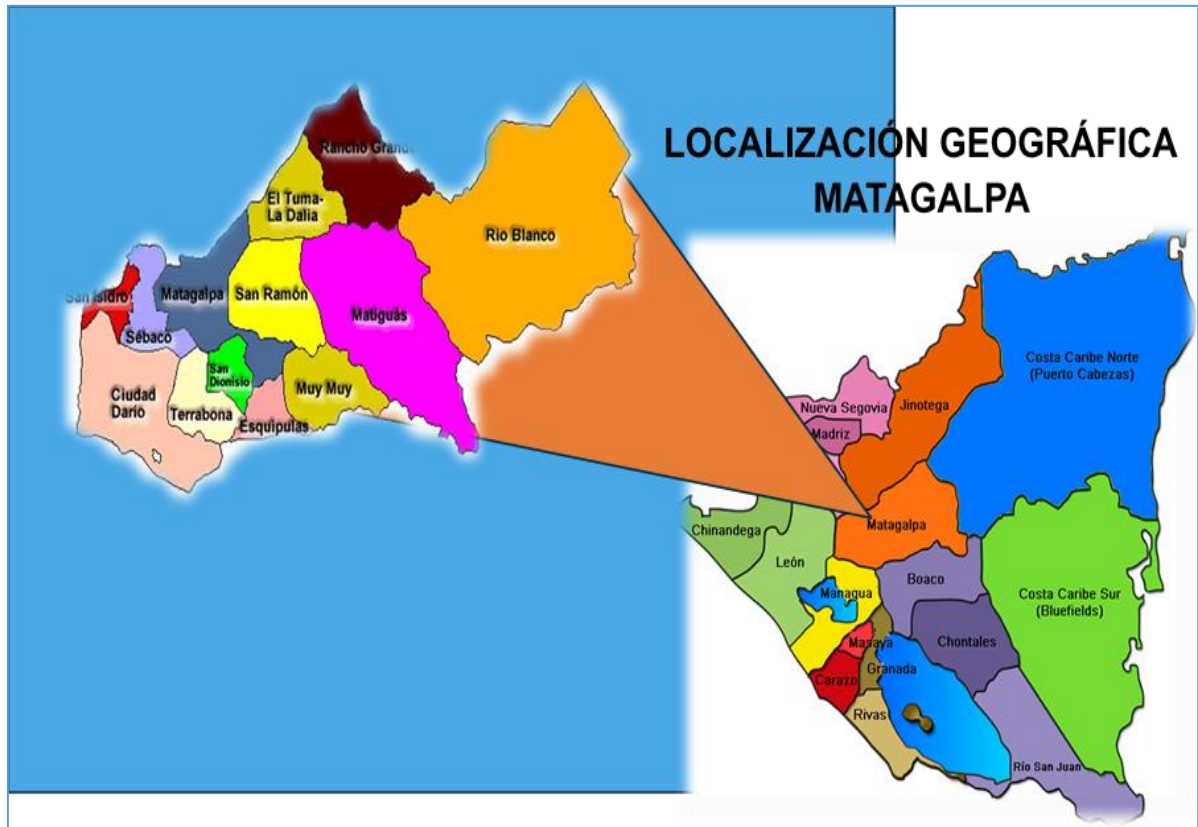 LOCALIZACIÓN GEOGRÁFICA
MATAGALPA
Rancho Grande
El Tuma-
La Dalia
Rio Blanco
San Isidro
Matagalpa
San Ramón
Matiguás
Sébaco
San
Dionisio
Muy Muy
Ciudad
Darío
Terrabona
Esquipulas
Costa Caribe Norte
(Puerto Cabezas)
Nueva Segovia
Jinotega
Madriz
Matagalpa
Chinandega
León
Boaco
Managua
Costa Caribe Sur
(Bluefields)
Masaya
Chontales
Granada
Carazo
Rivas
Río San Juan